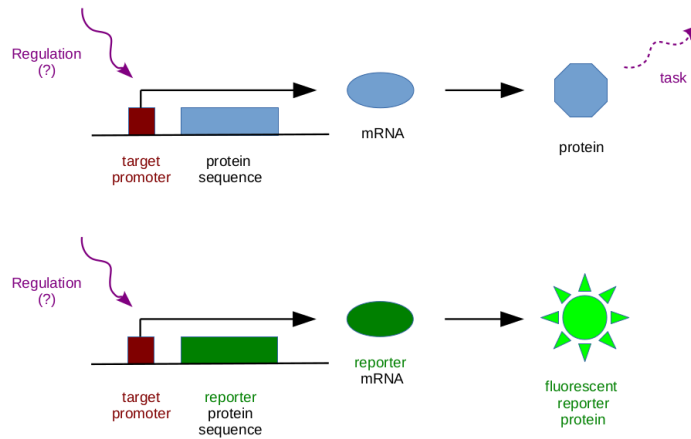 Regulation
(?)
task
mRNA
protein
target
promoter
protein
sequence
Regulation
(?)
reporter
mRNA
fluorescent
reporter
protein
target
promoter
reporter
protein
sequence